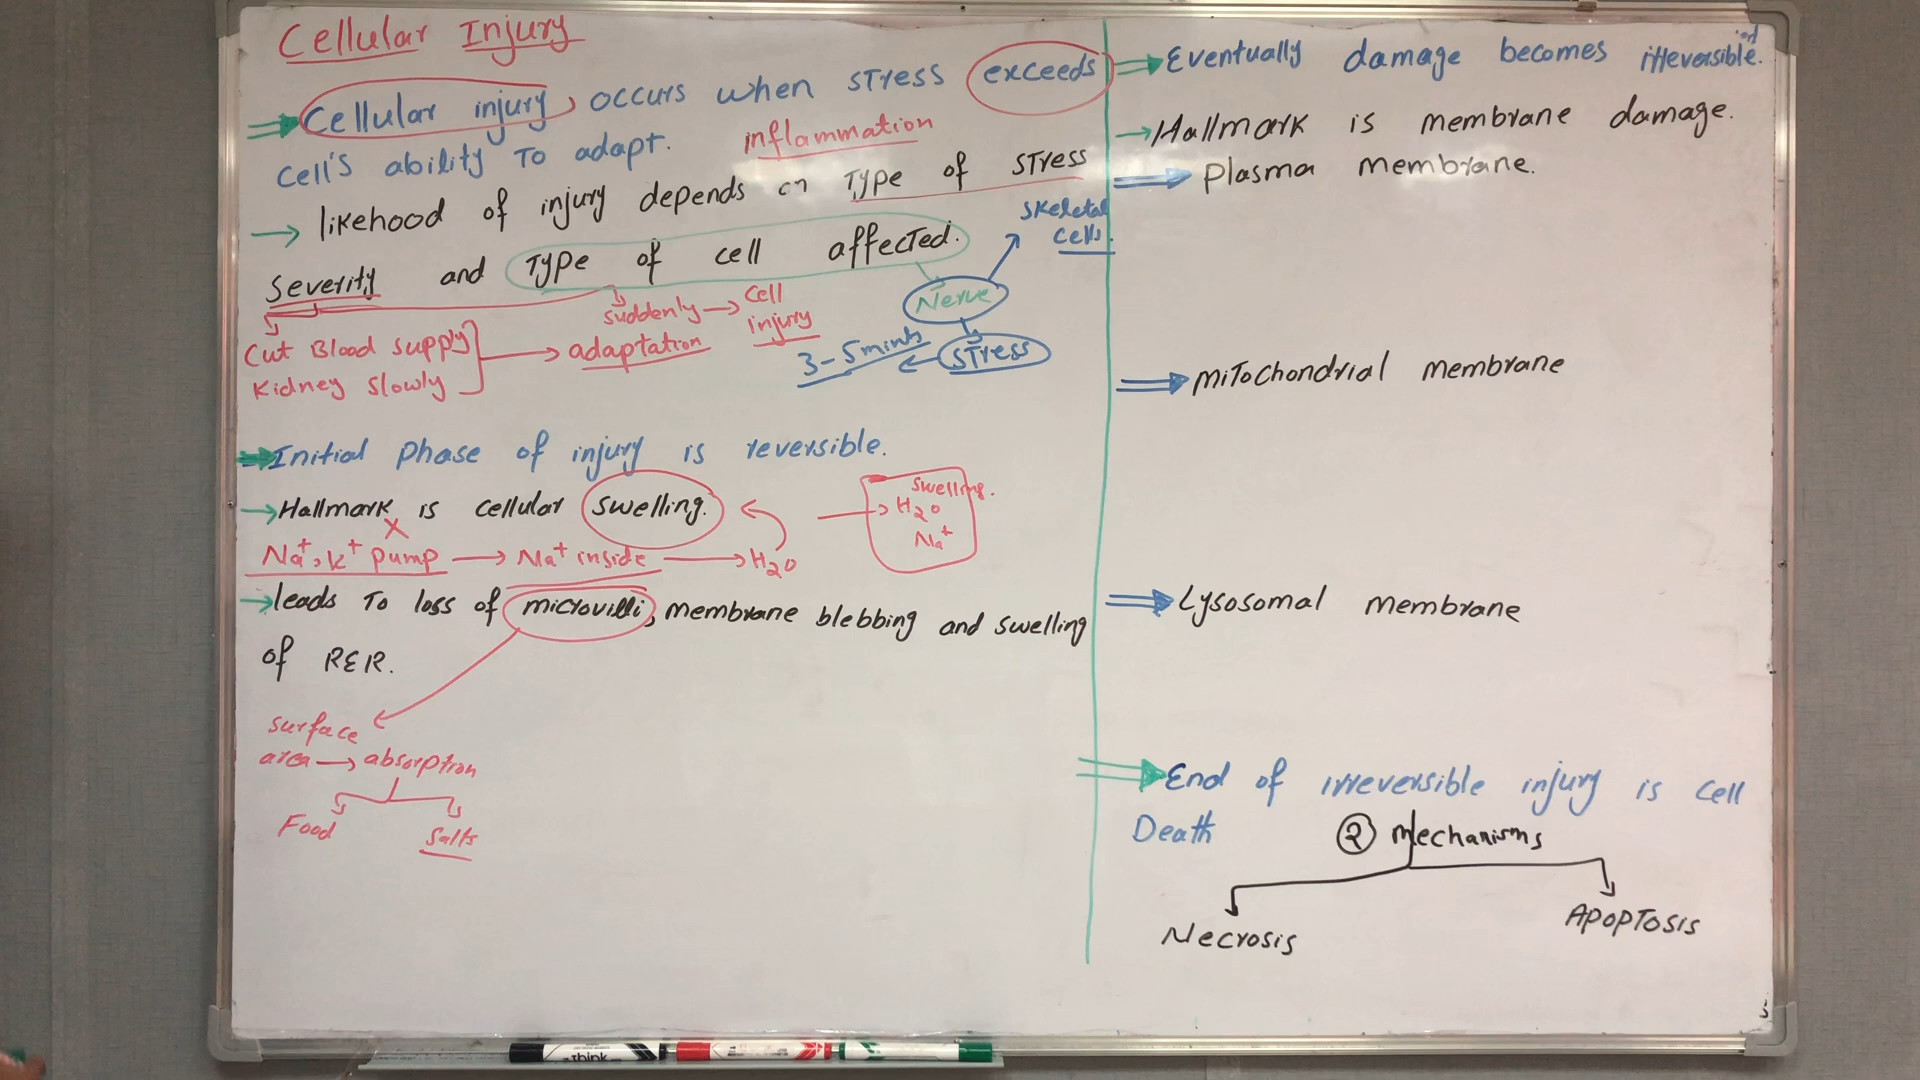 Cellular Injury
Cellular injury, occurs when stress exceeds
cell's ability to adapt.
inflammation
likehood of injury depends on type of stress
severity and type of cell affected.
skeletal
cells.
Nerve
stress
3-5 mints
suddenly → cell
injury
Cut Blood supply
Kidney slowly
→ adaptation
Initial phase of injury is reversible.
→ Hallmark is cellular swelling.
X
Na+, K+ pump → Na+ inside → H2O
swelling.
→ H2O
Na+
→ leads to loss of microvilli, membrane blebbing and swelling
of RER.
surface
area → absorption
Food
Salts
Eventually damage becomes irreversible.
→ Hallmark is membrane damage.
Plasma membrane.
Mitochondrial membrane
Lysosomal membrane
End of irreversible injury is cell
Death
② mechanisms
Necrosis
Apoptosis
think